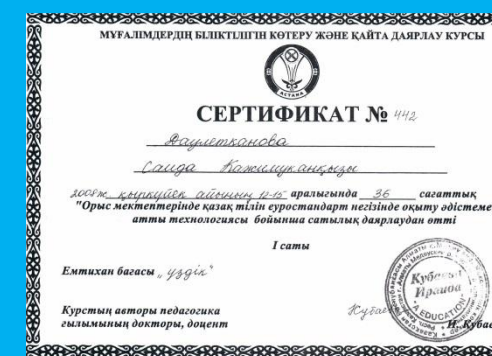 МҰҒАЛІМДЕРДІҢ БІЛІКТІЛІГІН КӨТЕРУ ЖӘНЕ ҚАЙТА ДАЯРЛАУ КУРСЫ
АСТАНА
СЕРТИФИКАТ № 442
Даулетканова
Саида Кажимуканқызы
2008ж. қыркүйек айының 12-15 аралығында 36 сағаттық
"Орыс мектептерінде қазақ тілін еуростандарт негізінде оқыту әдістеме
атты технологиясы бойынша сатылық даярлаудан өтті
I саты
Емтихан бағасы „үздік"
Курстың авторы педагогика
ғылымының докторы, доцент
Ираида
EDUCATION